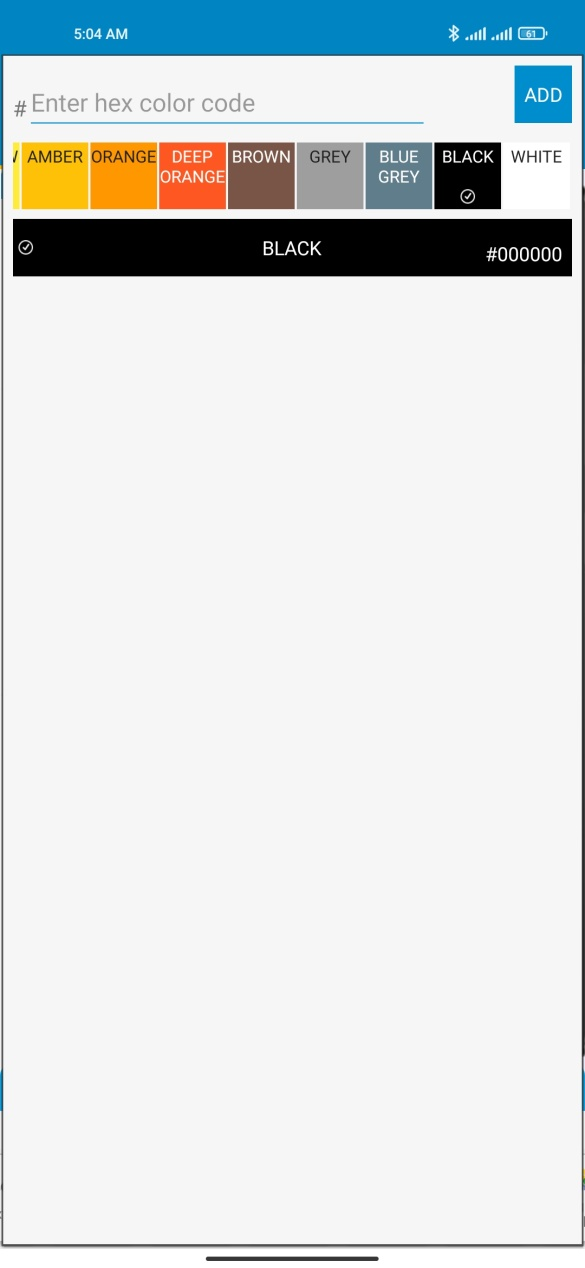 5:04 AM
61
# Enter hex color code
ADD
AMBER
ORANGE
DEEP
ORANGE
BROWN
GREY
BLUE
GREY
BLACK
WHITE
BLACK
#000000